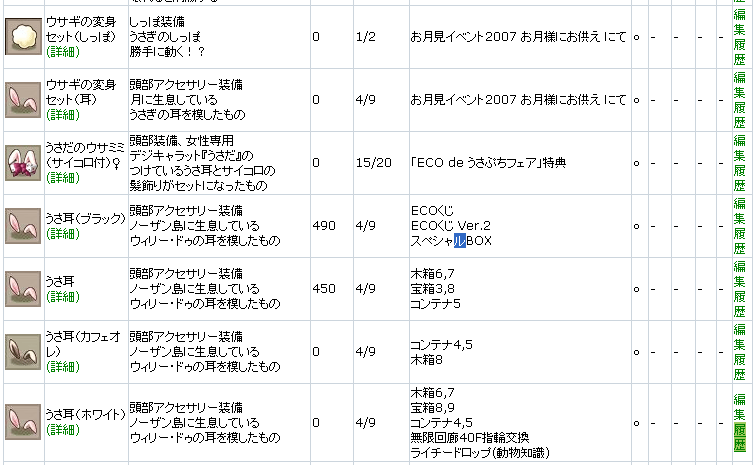 ウサギの変身
セット(しっぽ)
(詳細)
しっぽ装備
うさぎのしっぽ
勝手に動く!?
0
1/2
お月見イベント2007 お月様にお供え にて
○
-
-
-
-
編集
履歴
ウサギの変身
セット(耳)
(詳細)
頭部アクセサリー装備
月に生息している
うさぎの耳を模したもの
0
4/9
お月見イベント2007 お月様にお供え にて
○
-
-
-
-
編集
履歴
うさだのウサミミ
(サイコロ付)♀
(詳細)
頭部装備、女性専用
デジキャラット『うさだ』の
つけているうさ耳とサイコロの
髪飾りがセットになったもの
0
15/20
「ECO de うさぷちフェア」特典
○
-
-
-
-
編集
履歴
うさ耳(ブラック)
(詳細)
頭部アクセサリー装備
ノーザン島に生息している
ウィリー・ドゥの耳を模したもの
490
4/9
ECOくじ
ECOくじ Ver.2
スペシャルBOX
○
-
-
-
-
編集
履歴
うさ耳
(詳細)
頭部アクセサリー装備
ノーザン島に生息している
ウィリー・ドゥの耳を模したもの
450
4/9
木箱6,7
宝箱3,8
コンテナ5
○
-
-
-
-
編集
履歴
うさ耳(カフェオ
レ)
(詳細)
頭部アクセサリー装備
ノーザン島に生息している
ウィリー・ドゥの耳を模したもの
0
4/9
コンテナ4,5
木箱8
○
-
-
-
-
編集
履歴
うさ耳(ホワイト)
(詳細)
頭部アクセサリー装備
ノーザン島に生息している
ウィリー・ドゥの耳を模したもの
0
4/9
木箱6,7
宝箱8,9
コンテナ4,5
無限回廊40F指輪交換
ライチードロップ(動物知識)
○
-
-
-
-
編集
履歴